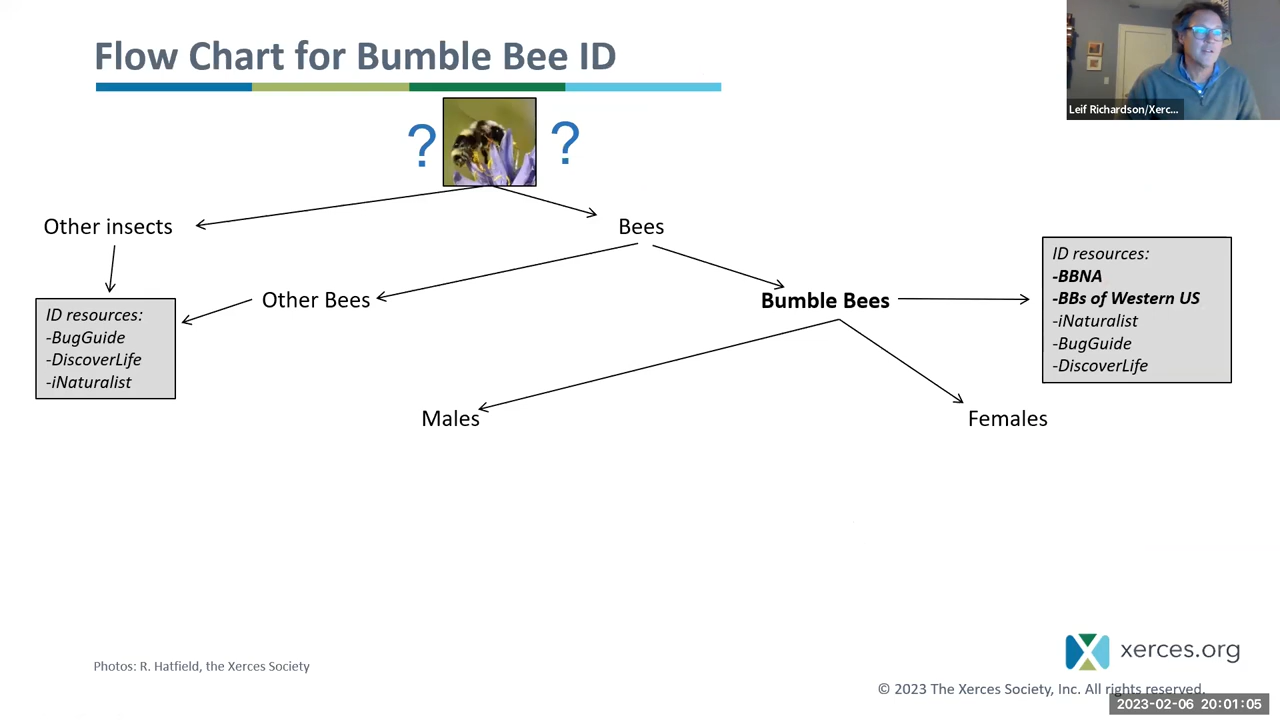 Flow Chart for Bumble Bee ID
Leif Richardson/Xerc...
? ?
Other insects
Bees
ID resources:
-BugGuide
-DiscoverLife
-iNaturalist
Other Bees
Bumble Bees
ID resources:
-BBNA
-BBs of Western US
-iNaturalist
-BugGuide
-DiscoverLife
Males
Females
Photos: R. Hatfield, the Xerces Society
xerces.org
© 2023 The Xerces Society, Inc. All rights reserved.
2023-02-06 20:01:05